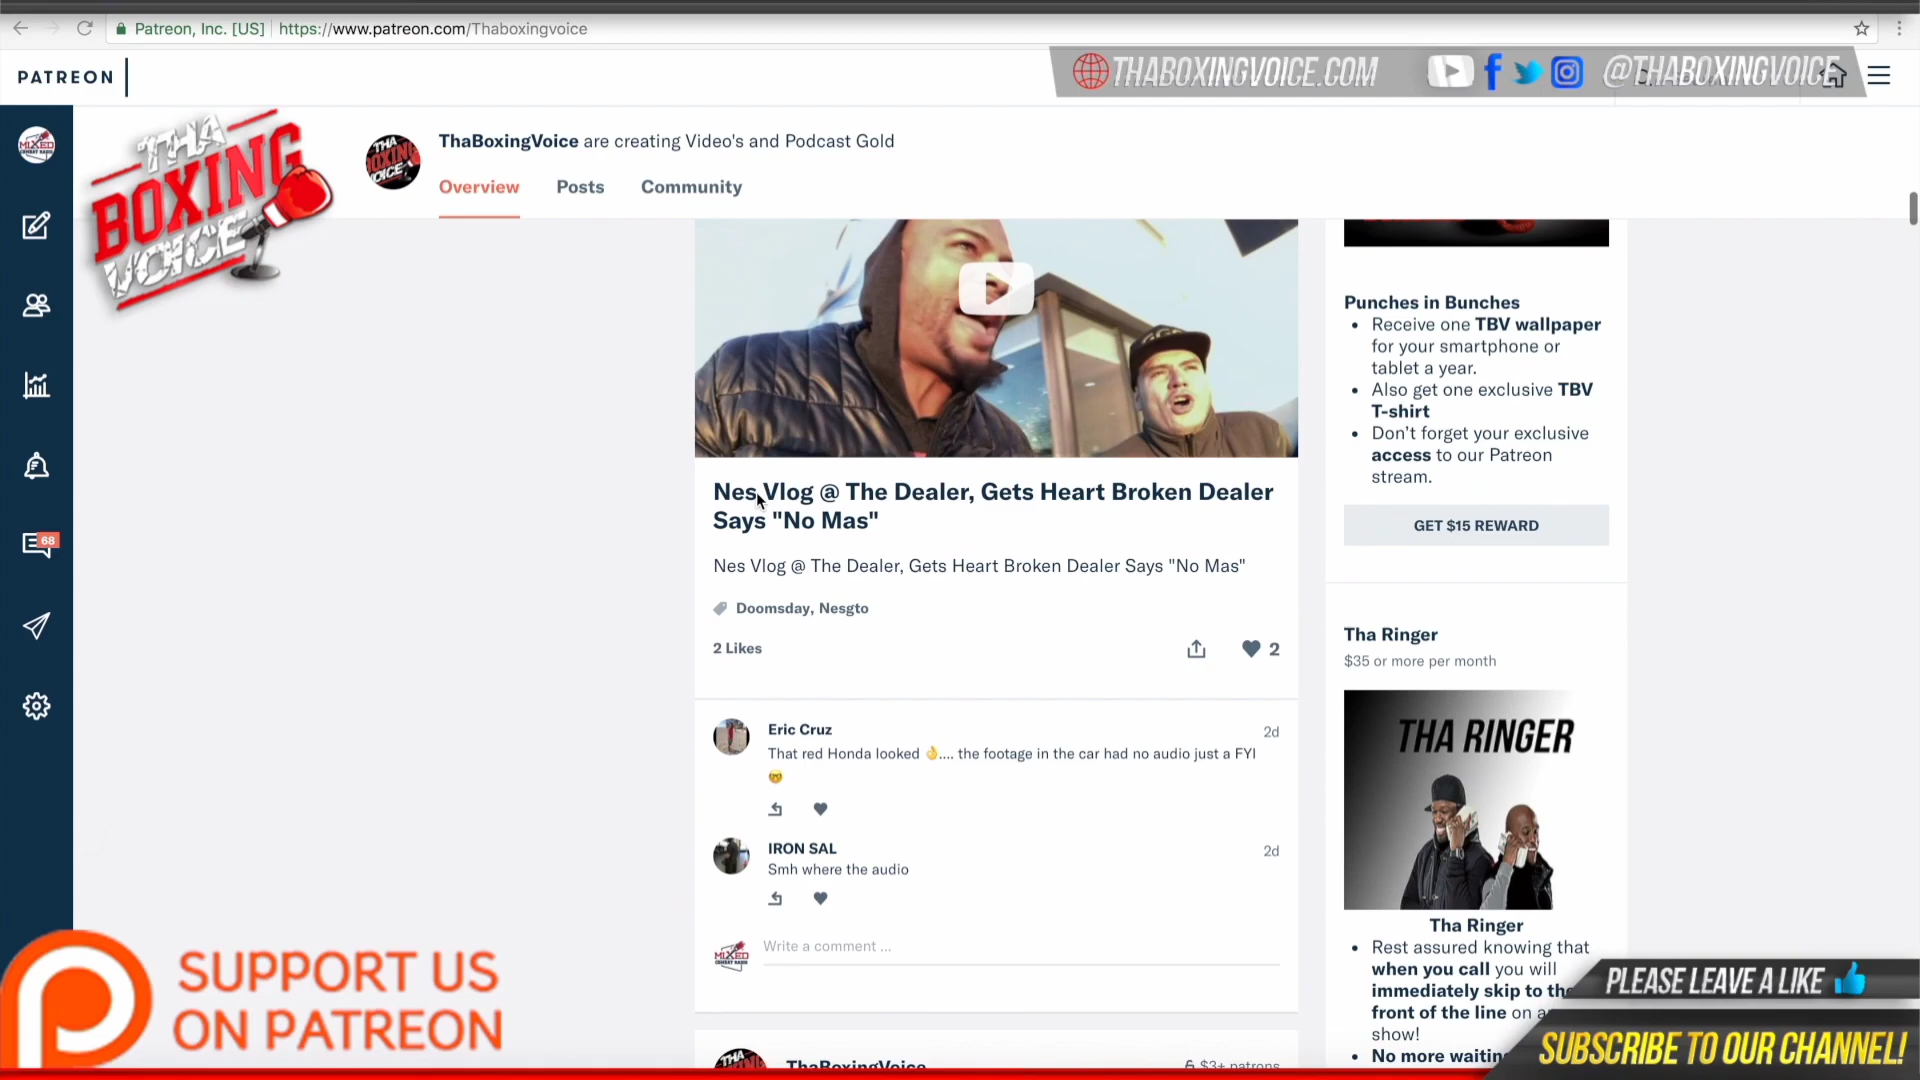 Patreon, Inc. [US] https://www.patreon.com/Thaboxingvoice
PATREON
THABOXINGVOICE.COM
@THABOXINGVOICE
MIXED
THA
BOXING
VOICE
THA
BOXING
VOICE
ThaBoxingVoice are creating Video's and Podcast Gold
Overview Posts Community
Nes Vlog @ The Dealer, Gets Heart Broken Dealer
Says "No Mas"
Nes Vlog @ The Dealer, Gets Heart Broken Dealer Says "No Mas"
Doomsday, Nesgto
2 Likes
2
68
Eric Cruz
2d
That red Honda looked 👌.... the footage in the car had no audio just a FYI
🤓
IRON SAL
2d
Smh where the audio
MIXED
Write a comment ...
ThaBoxingVoice
$3+ patrons
Punches in Bunches
• Receive one TBV wallpaper
for your smartphone or
tablet a year.
• Also get one exclusive TBV
T-shirt
• Don't forget your exclusive
access to our Patreon
stream.
GET $15 REWARD
Tha Ringer
$35 or more per month
THA RINGER
Tha Ringer
• Rest assured knowing that
when you call you will
immediately skip to the
front of the line on a
show!
• No more waitin
SUPPORT US
ON PATREON
PLEASE LEAVE A LIKE
SUBSCRIBE TO OUR CHANNEL!